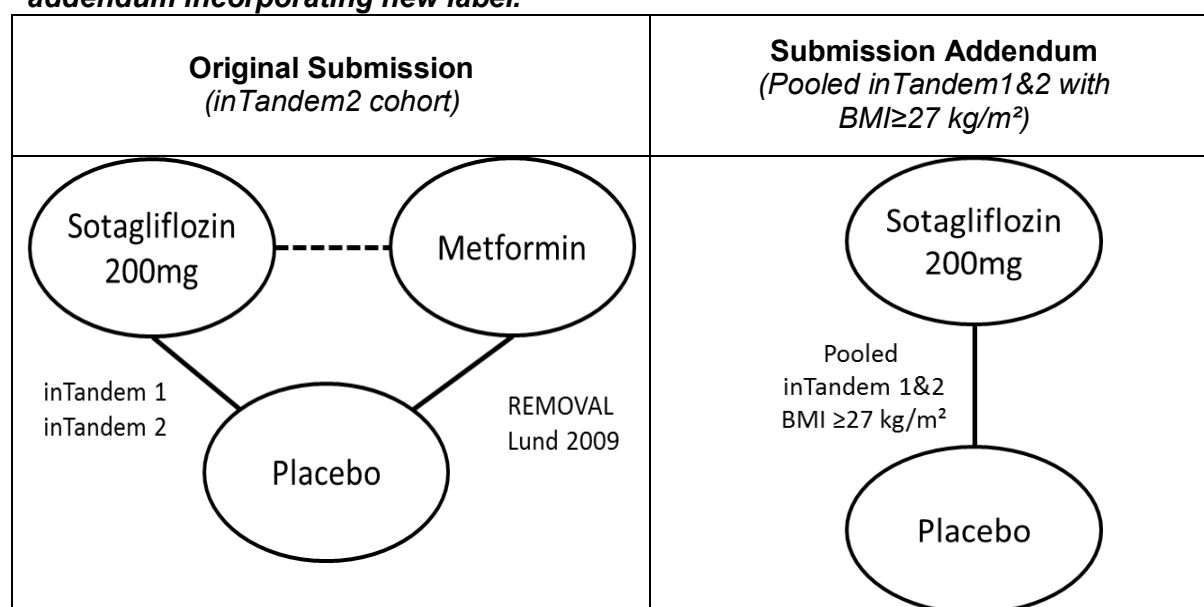 addendum incorporating new label.
Original Submission
(inTandem2 cohort)
Submission Addendum
(Pooled inTandem1&2 with
BMI≥27 kg/m²)
Sotagliflozin
200mg
Metformin
inTandem 1
inTandem 2
REMOVAL
Lund 2009
Placebo
Sotagliflozin
200mg
Pooled
inTandem 1&2
BMI ≥27 kg/m²
Placebo